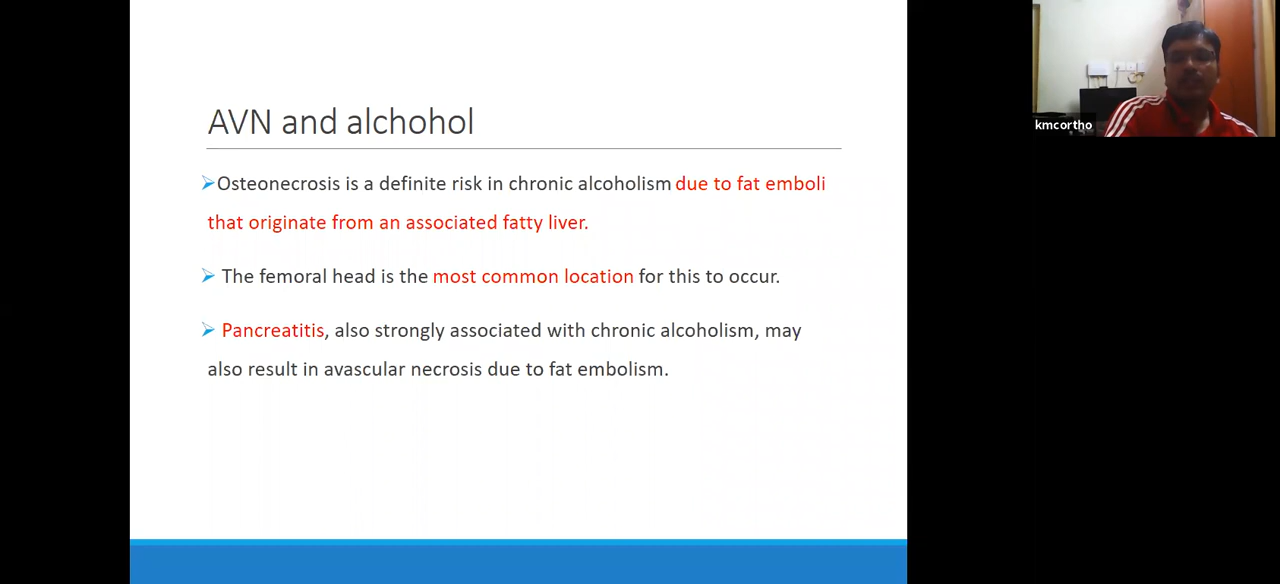 AVN and alchohol
➢Osteonecrosis is a definite risk in chronic alcoholism due to fat emboli
that originate from an associated fatty liver.
➢ The femoral head is the most common location for this to occur.
➢ Pancreatitis, also strongly associated with chronic alcoholism, may
also result in avascular necrosis due to fat embolism.
kmcortho